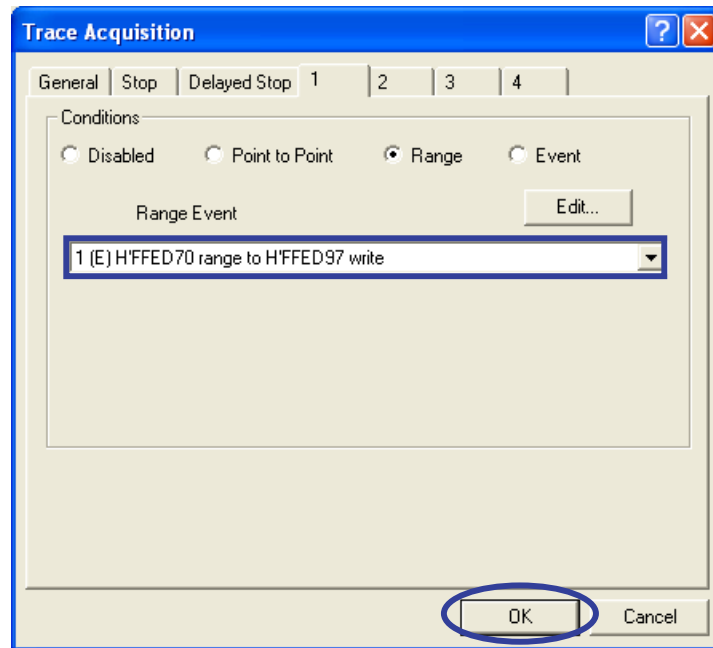 Trace Acquisition
General Stop Delayed Stop 1 2 3 4
Conditions
Disabled Point to Point Range Event
Range Event Edit...
1 (E) H'FFED70 range to H'FFED97 write
OK Cancel